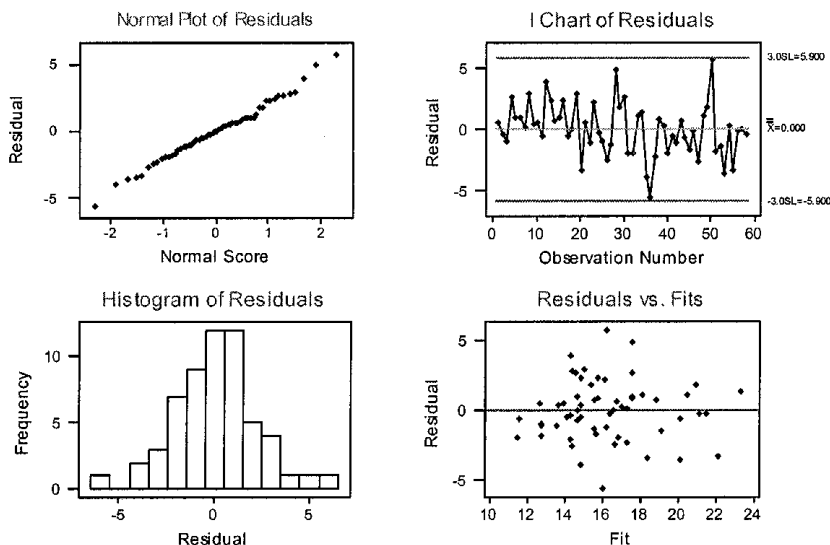 Normal Plot of Residuals
Residual
5
0
-5
-2
-1
0
1
2
Normal Score
I Chart of Residuals
Residual
5
0
-5
3.0SL=5.900
X=0.000
-3.0SL=-5.900
0
10
20
30
40
50
60
Observation Number
Histogram of Residuals
Frequency
10
5
0
-5
0
5
Residual
Residuals vs. Fits
Residual
5
0
-5
10
12
14
16
18
20
22
24
Fit